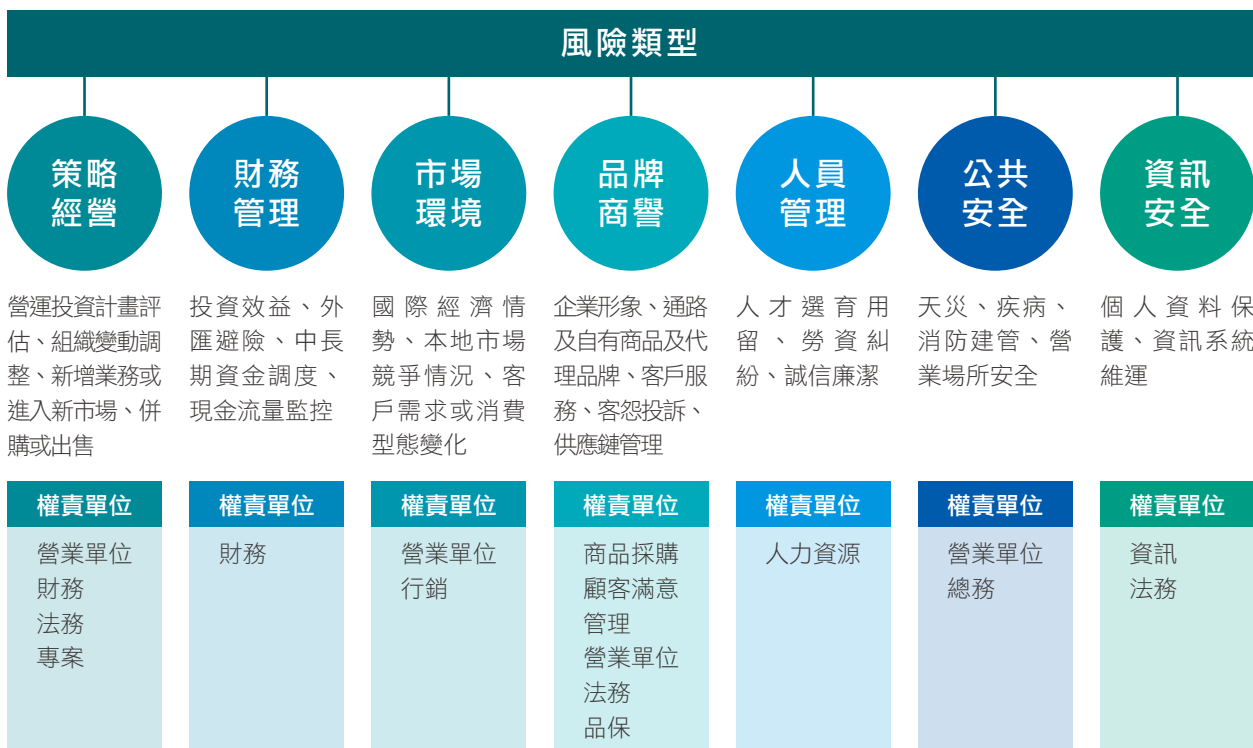 風險類型
策略
經營
營運投資計畫評
估、組織變動調
整、新增業務或
進入新市場、併
購或出售
權責單位
營業單位
財務
法務
專案
財務
管理
投資效益、外
匯避險、中長
期資金調度、
現金流量監控
權責單位
財務
市場
環境
國際經濟情
勢、本地市場
競爭情況、客
戶需求或消費
型態變化
權責單位
營業單位
行銷
品牌
商譽
企業形象、通路
及自有商品及代
理品牌、客戶服
務、客怨投訴、
供應鏈管理
權責單位
商品採購
顧客滿意
管理
營業單位
法務
品保
人員
管理
人才選育用
留、勞資糾
紛、誠信廉潔
權責單位
人力資源
公共
安全
天災、疾病、
消防建管、營
業場所安全
權責單位
營業單位
總務
資訊
安全
個人資料保
護、資訊系統
維運
權責單位
資訊
法務